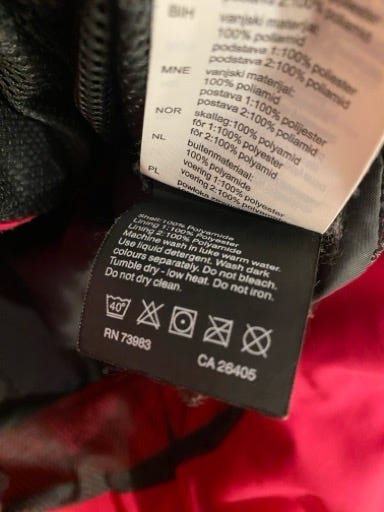 BIH
vanjski materijal:
100% poliamid
podstava 1:100% poliester
podstava 2:100% poliamid
MNE
vanjski materijal:
100% poliamid
postava 1:100% polijester
postava 2:100% poliamid
NOR
skallag:100% polyamid
fôr 1:100% polyester
fôr 2:100% polyamid
NL
buitenmateriaal:
100% polyamide
voering 1:100% polyester
voering 2:100% polyamide
PL
powłoka
Shell:100% Polyamide
Lining 1:100% Polyester
Lining 2:100% Polyamide
Machine wash in luke warm water.
Use liquid detergent. Wash dark
colours separately. Do not bleach.
Tumble dry - low heat. Do not iron.
Do not dry clean.
40°
RN 73983
CA 26405